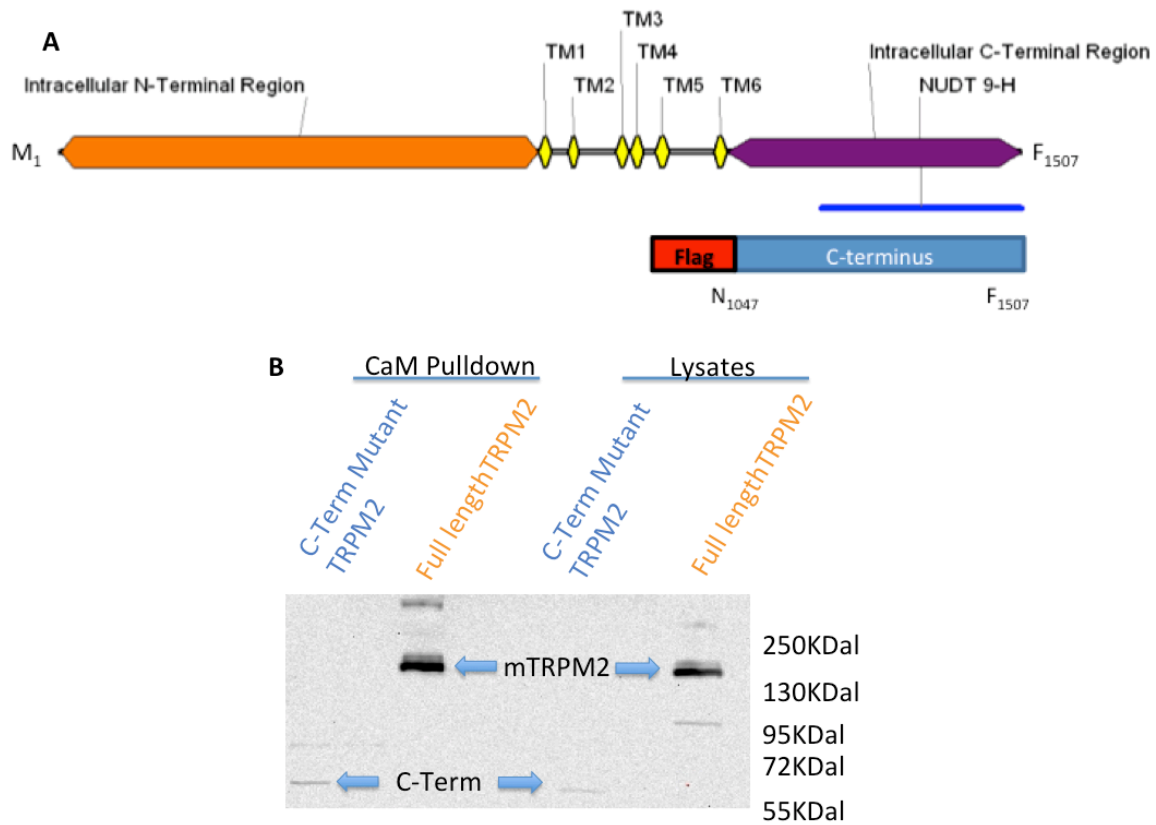 A
TM3
TM1
TM4
Intracellular C-Terminal Region
Intracellular N-Terminal Region
TM2
TM5
TM6
NUDT 9-H
M1
F1507
Flag
C-terminus
N1047
F1507
B
CaM Pulldown
Lysates
C-Term Mutant
TRPM2
Full lengthTRPM2
C-Term Mutant
TRPM2
Full lengthTRPM2
mTRPM2
C-Term
250KDal
130KDal
95KDal
72KDal
55KDal